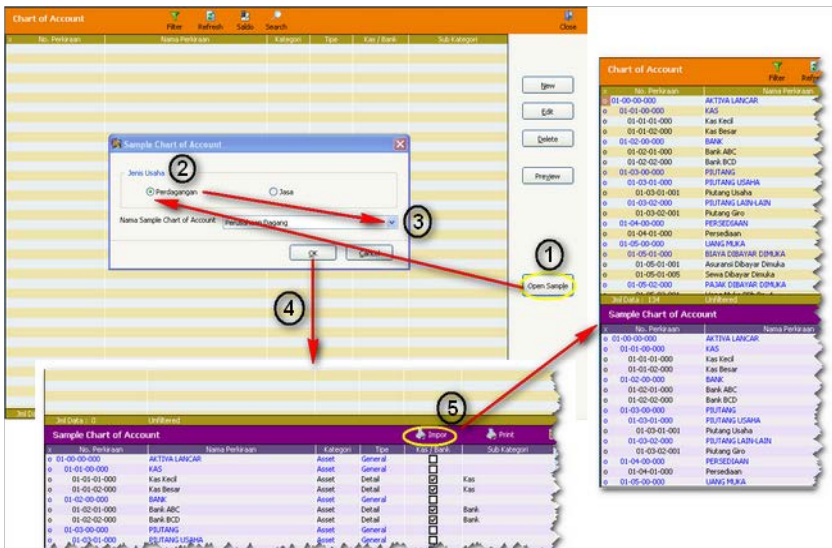 Chart of Account
Filter Refresh Saldo Search Close
x No. Perkiraan Nama Perkiraan Kategori Tipe Kas / Bank Sub Kategori
New
Edit
Delete
Preview
Open Sample
Sample Chart of Account
Jenis Usaha
Perdagangan Jasa
Nama Sample Chart of Account Perusahaan Dagang
OK Cancel
1
2
3
4
5
Jml Data : 0 Unfiltered
Sample Chart of Account Impor Print
x No. Perkiraan Nama Perkiraan Kategori Tipe Kas / Bank Sub Kategori
o 01-00-00-000 AKTIVA LANCAR Asset General
o 01-01-00-000 KAS Asset General
o 01-01-01-000 Kas Kecil Asset Detail Kas
o 01-01-02-000 Kas Besar Asset Detail Kas
o 01-02-00-000 BANK Asset General
o 01-02-01-000 Bank ABC Asset Detail Bank
o 01-02-02-000 Bank BCD Asset Detail Bank
o 01-03-00-000 PIUTANG Asset General
o 01-03-01-000 PIUTANG USAHA Asset General
Chart of Account
Filter
x No. Perkiraan Nama Perkiraan
01-00-00-000 AKTIVA LANCAR
o 01-01-00-000 KAS
o 01-01-01-000 Kas Kecil
o 01-01-02-000 Kas Besar
o 01-02-00-000 BANK
o 01-02-01-000 Bank ABC
o 01-02-02-000 Bank BCD
o 01-03-00-000 PIUTANG
o 01-03-01-000 PIUTANG USAHA
o 01-03-01-001 Piutang Usaha
o 01-03-02-000 PIUTANG LAIN-LAIN
o 01-03-02-001 Piutang Giro
o 01-04-00-000 PERSEDIAAN
o 01-04-01-000 Persediaan
o 01-05-00-000 UANG MUKA
o 01-05-01-000 BIAYA DIBAYAR DIMUKA
o 01-05-01-001 Asuransi Dibayar Dimuka
o 01-05-01-005 Sewa Dibayar Dimuka
o 01-05-02-000 PAJAK DIBAYAR DIMUKA
Jml Data : 134 Unfiltered
Sample Chart of Account
x No. Perkiraan Nama Perkiraan
o 01-00-00-000 AKTIVA LANCAR
o 01-01-00-000 KAS
o 01-01-01-000 Kas Kecil
o 01-01-02-000 Kas Besar
o 01-02-00-000 BANK
o 01-02-01-000 Bank ABC
o 01-02-02-000 Bank BCD
o 01-03-00-000 PIUTANG
o 01-03-01-000 PIUTANG USAHA
o 01-03-01-001 Piutang Usaha
o 01-03-02-000 PIUTANG LAIN-LAIN
o 01-03-02-001 Piutang Giro
o 01-04-00-000 PERSEDIAAN
o 01-04-01-000 Persediaan
o 01-05-00-000 UANG MUKA